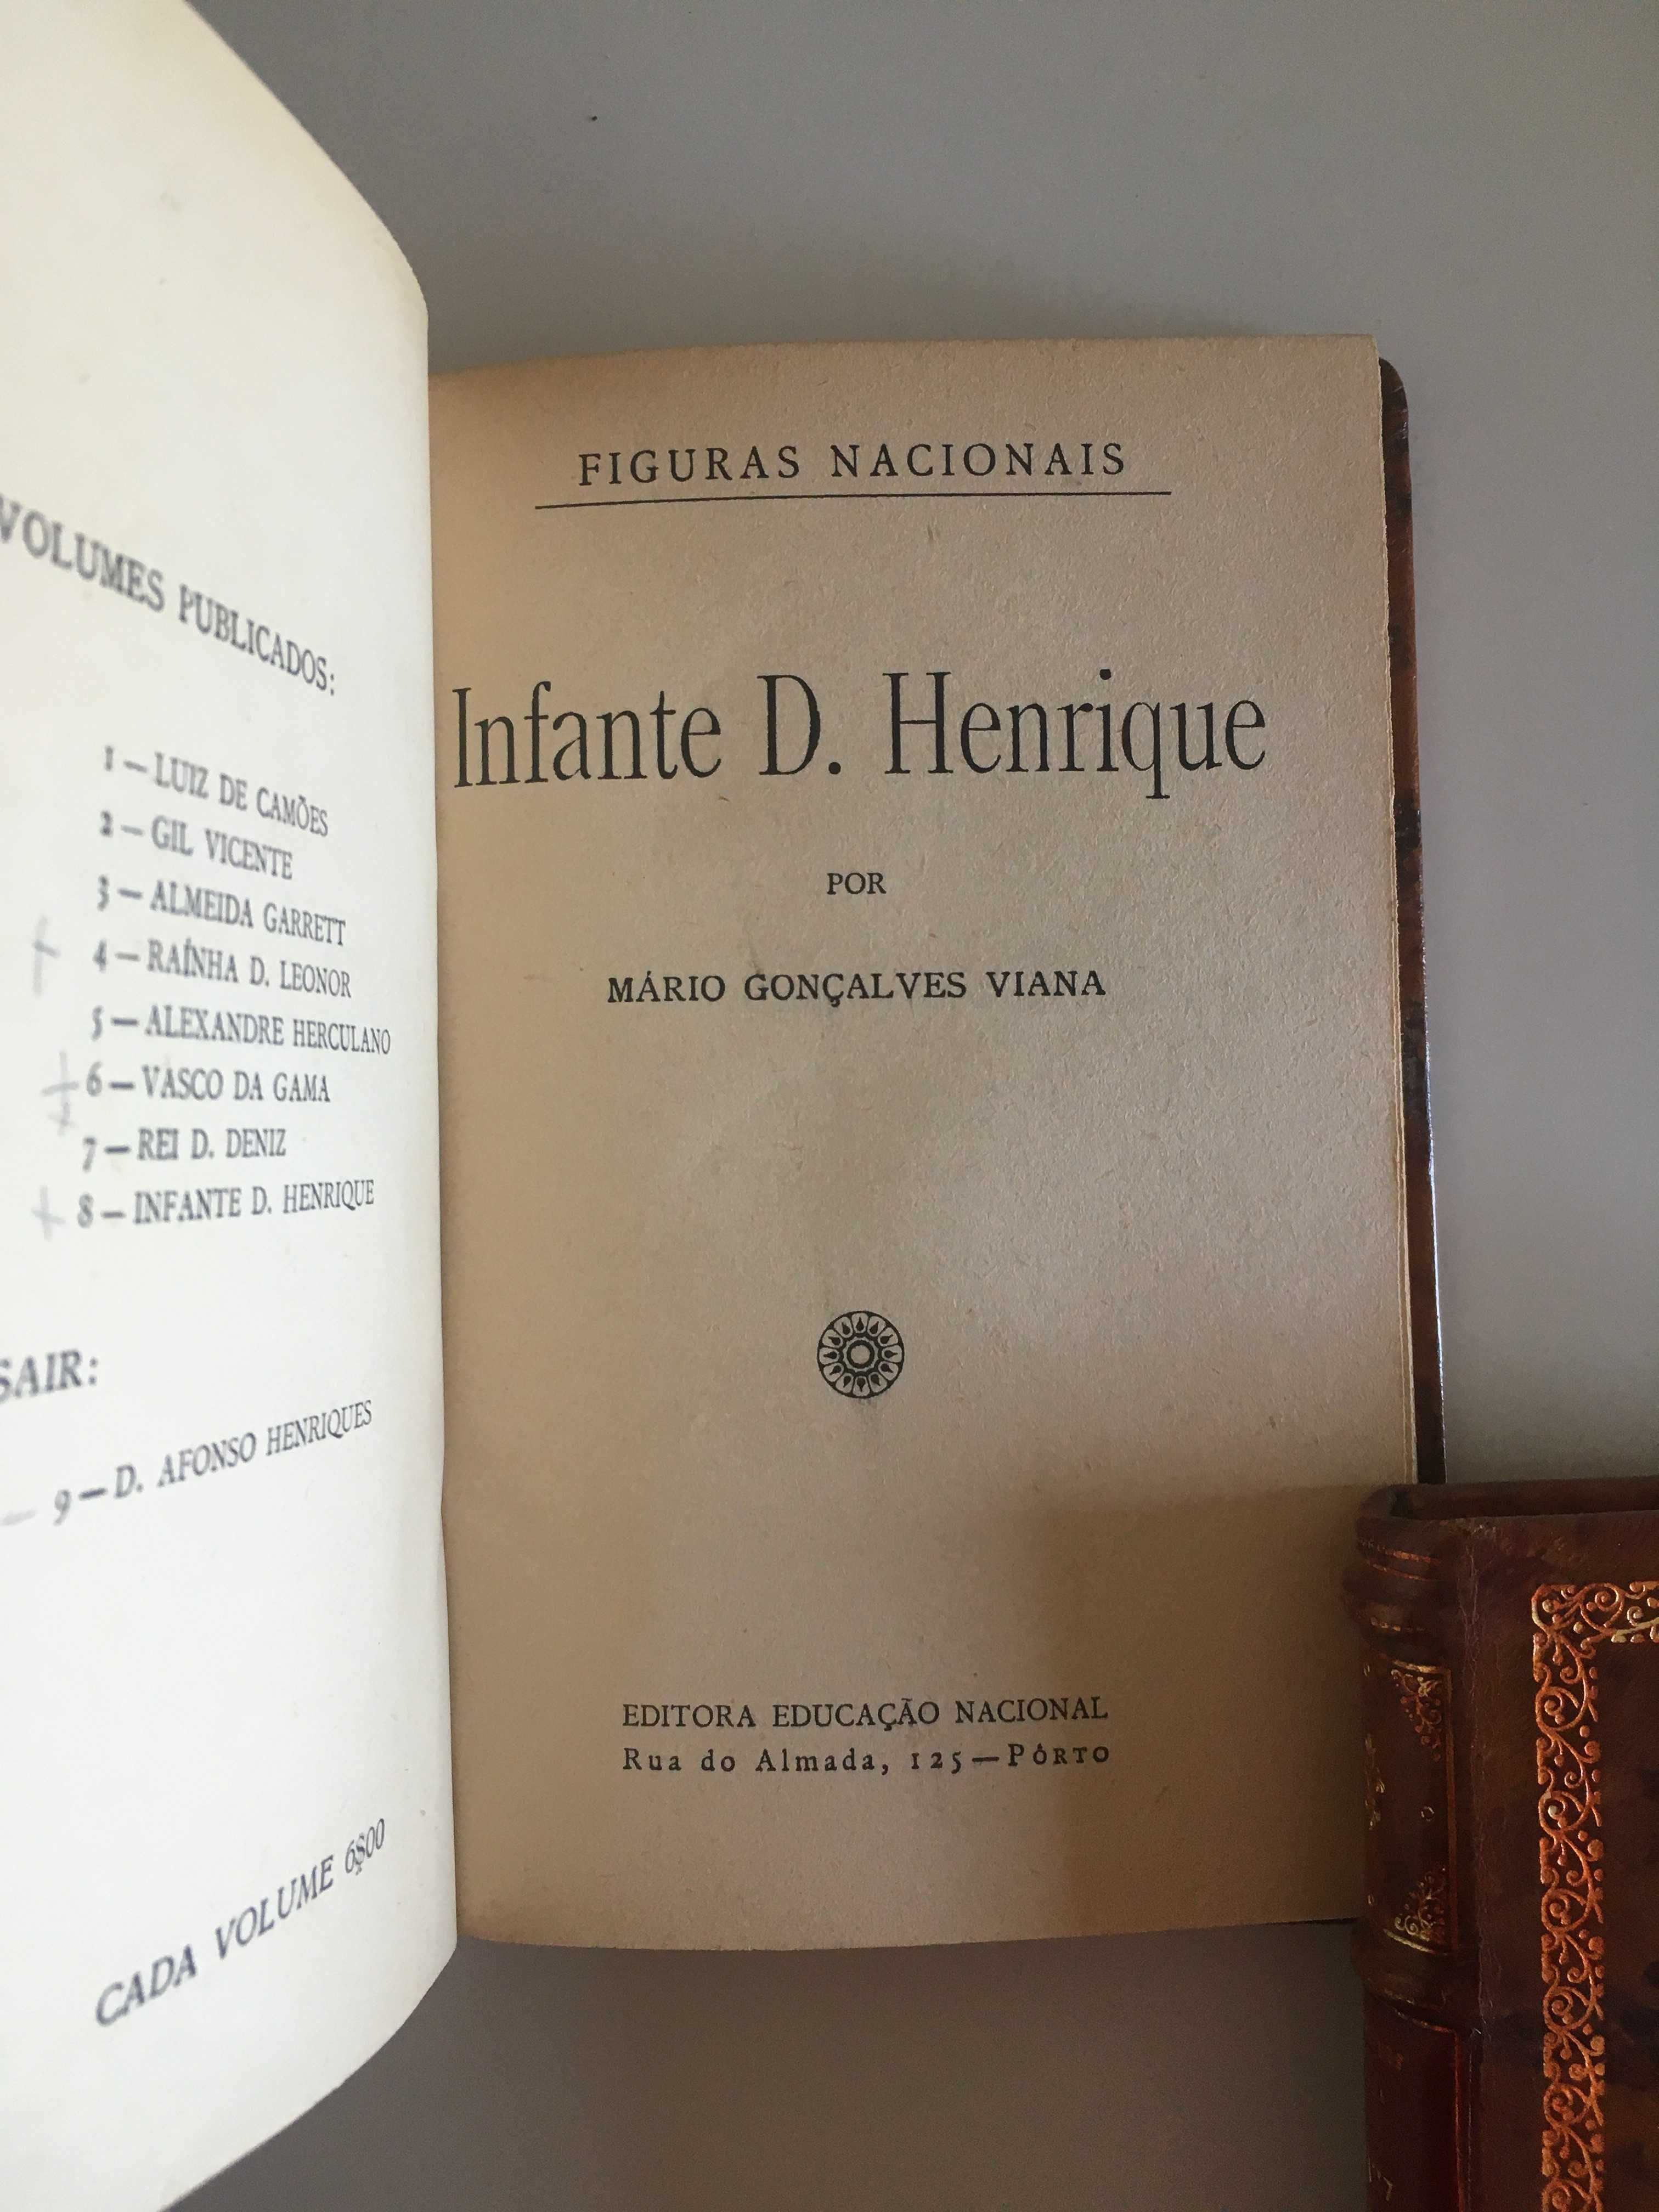 VOLUMES PUBLICADOS:
1 — LUIZ DE CAMÕES
2 — GIL VICENTE
3 — ALMEIDA GARRETT
4 — RAÍNHA D. LEONOR
5 — ALEXANDRE HERCULANO
6 — VASCO DA GAMA
7 — REI D. DENIZ
8 — INFANTE D. HENRIQUE
SAIR:
9 — D. AFONSO HENRIQUES
CADA VOLUME 6$00
FIGURAS NACIONAIS
Infante D. Henrique
POR
MÁRIO GONÇALVES VIANA
EDITORA EDUCAÇÃO NACIONAL
Rua do Almada, 125 — PÔRTO